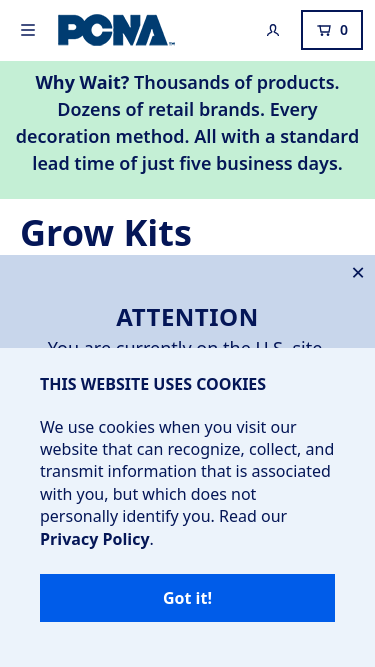 PCNA
0
Why Wait? Thousands of products.
Dozens of retail brands. Every
decoration method. All with a standard
lead time of just five business days.
Grow Kits
ATTENTION
You are currently on the U.S. site.
THIS WEBSITE USES COOKIES
We use cookies when you visit our
website that can recognize, collect, and
transmit information that is associated
with you, but which does not
personally identify you. Read our
Privacy Policy.
Got it!